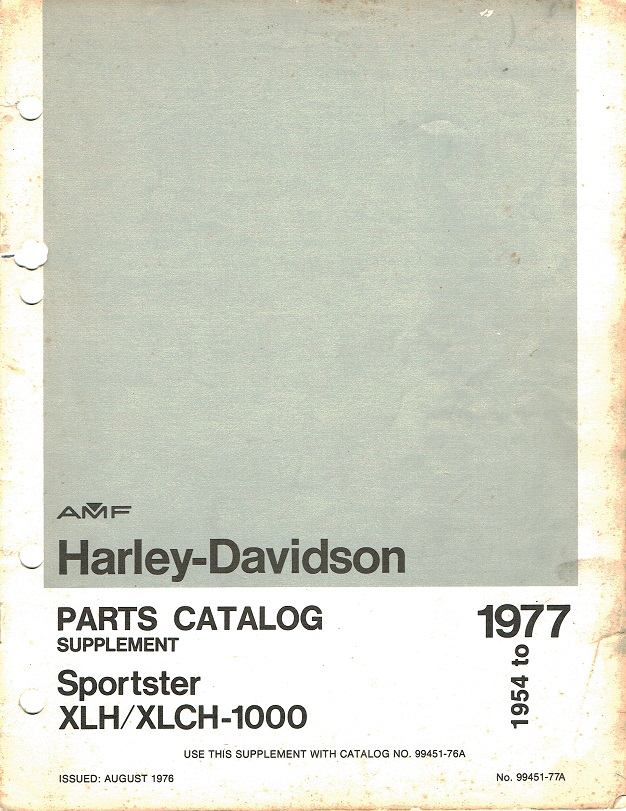 AMF
Harley-Davidson
PARTS CATALOG
SUPPLEMENT
Sportster
XLH/XLCH-1000
1977
1954 to
USE THIS SUPPLEMENT WITH CATALOG NO. 99451-76A
ISSUED: AUGUST 1976
No. 99451-77A